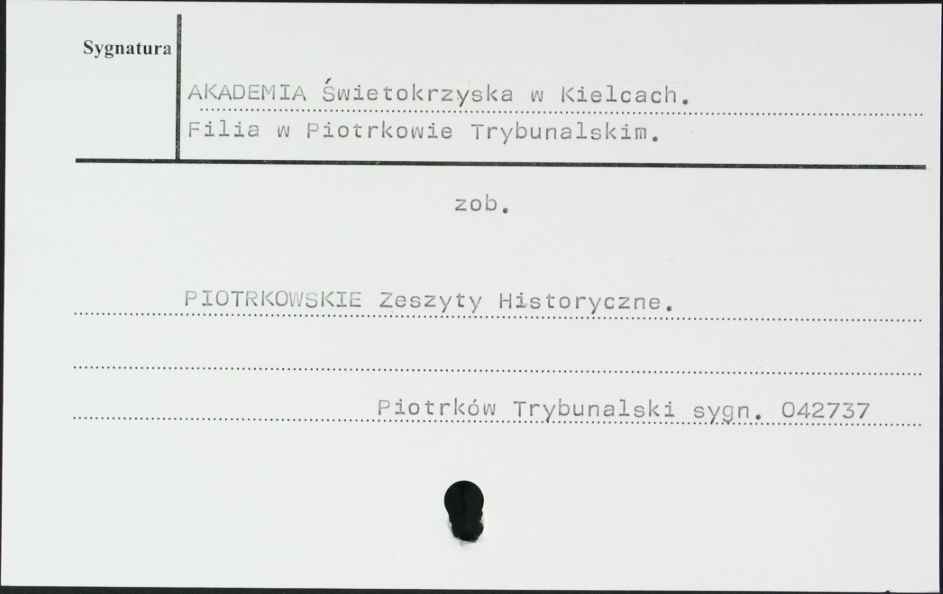 Sygnatura
AKADEMIA Świetokrzyska w Kielcach.
Filia w Piotrkowie Trybunalskim.
zob.
PIOTRKOWSKIE Zeszyty Historyczne.
Piotrków Trybunalski sygn. 042737